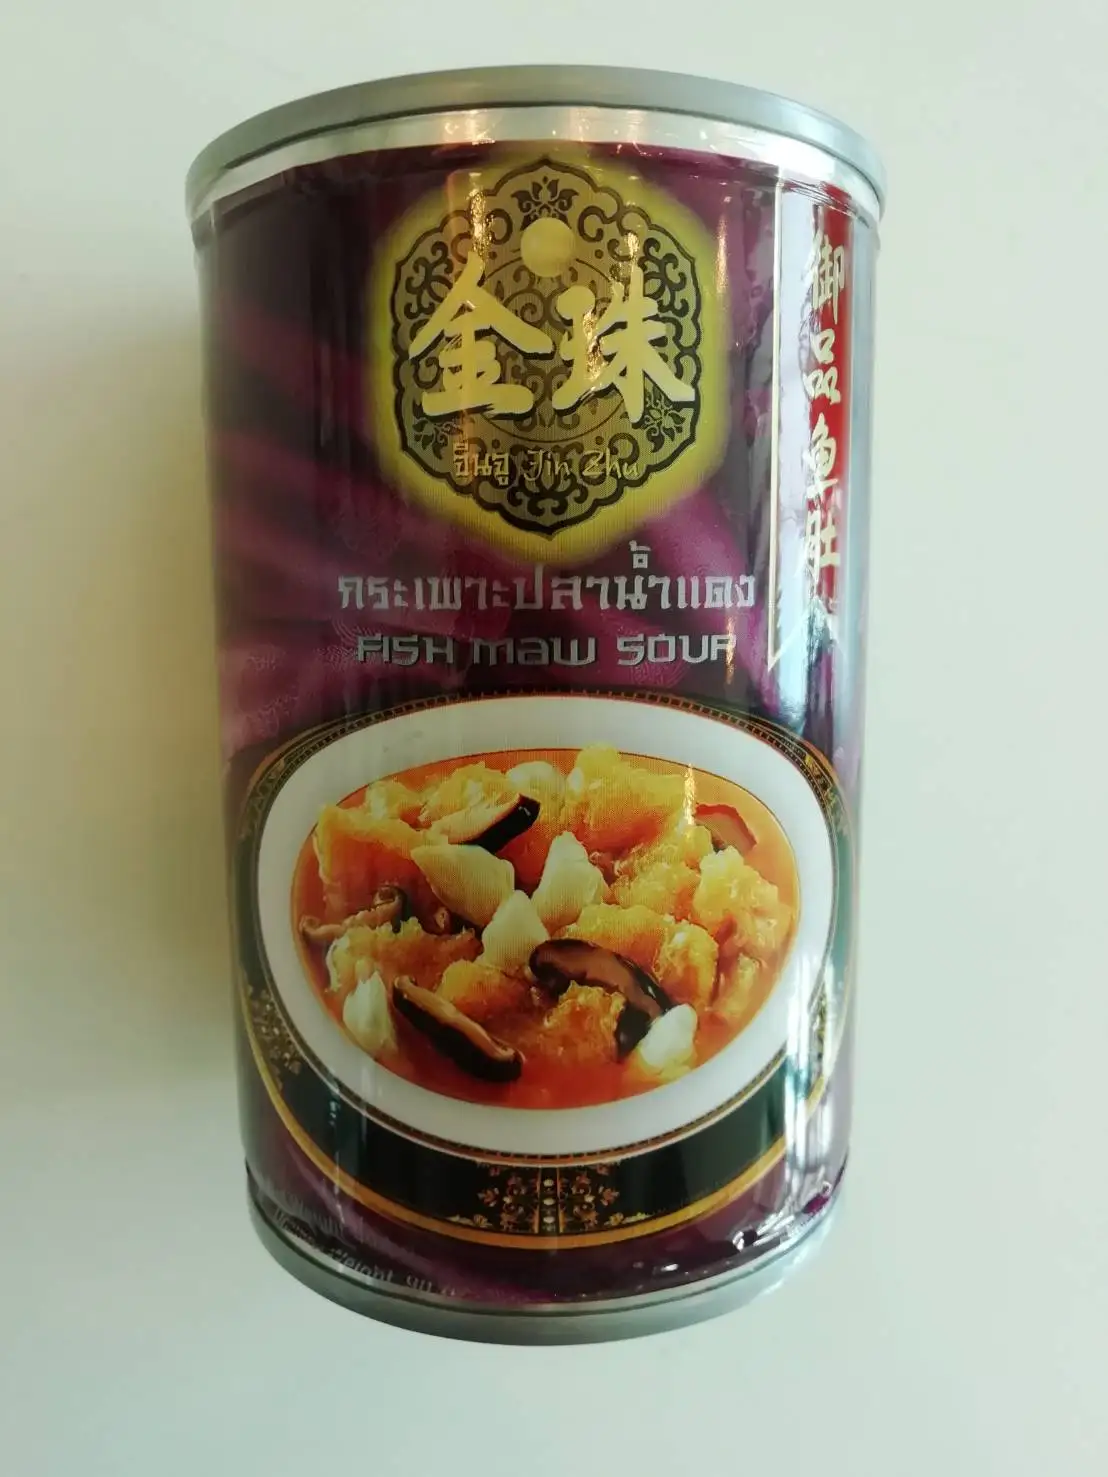 金珠
จินจู Jin Zhu
御品魚肚
กระเพาะปลาน้ำแดง
FISH MAW SOUP
Weight